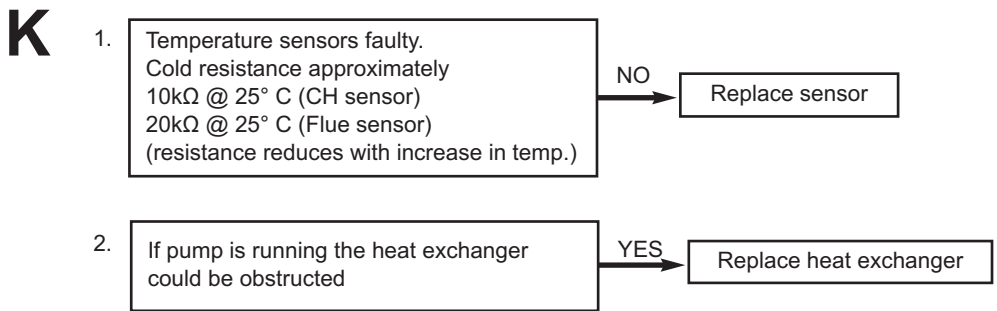 K
1.
Temperature sensors faulty.
Cold resistance approximately
10kΩ @ 25° C (CH sensor)
20kΩ @ 25° C (Flue sensor)
(resistance reduces with increase in temp.)
NO
Replace sensor
2.
If pump is running the heat exchanger
could be obstructed
YES
Replace heat exchanger